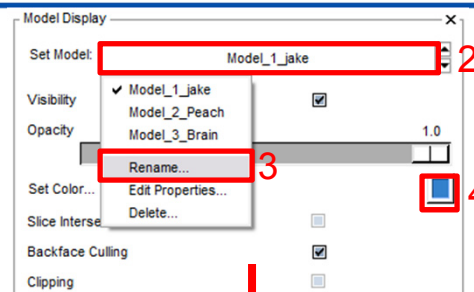 Model Display
Set Model:
Model_1_jake
2
Visibility
✔ Model_1_jake
Model_2_Peach
Model_3_Brain
Opacity
1.0
Rename...
3
Set Color...
Edit Properties...
4
Delete...
Slice Interse
Backface Culling
Clipping